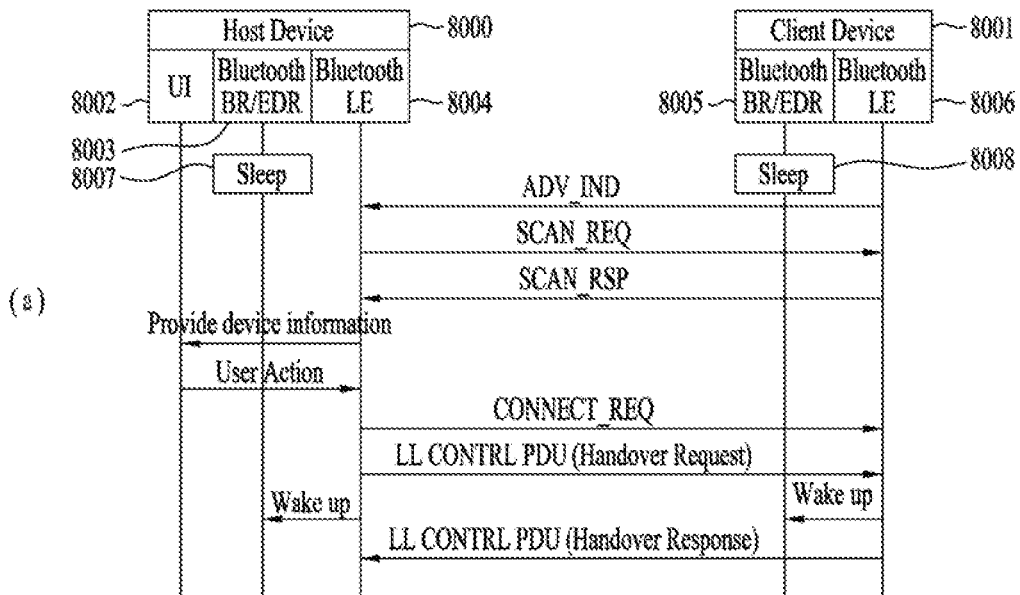 Host Device
8000
Client Device
8001
UI
Bluetooth
BR/EDR
Bluetooth
LE
Bluetooth
BR/EDR
Bluetooth
LE
8002
8003
8004
8005
8006
8007
Sleep
Sleep
8008
ADV_IND
SCAN_REQ
(a)
SCAN_RSP
Provide device information
User Action
CONNECT_REQ
LL CONTRL PDU (Handover Request)
Wake up
Wake up
LL CONTRL PDU (Handover Response)